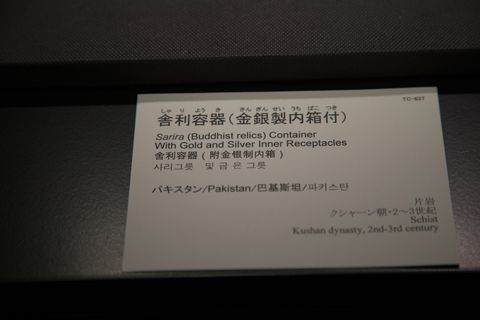 TC-637
しゃ り よう き きん ぎん せい うち ばこ つき
舎利容器(金銀製内箱付)
Sarira (Buddhist relics) Container
With Gold and Silver Inner Receptacles
舍利容器(附金银制内箱)
사리그릇 및 금 은 그릇
パキスタン/Pakistan/巴基斯坦/파키스탄
片岩
クシャーン朝・2~3世紀
Schist
Kushan dynasty, 2nd-3rd century